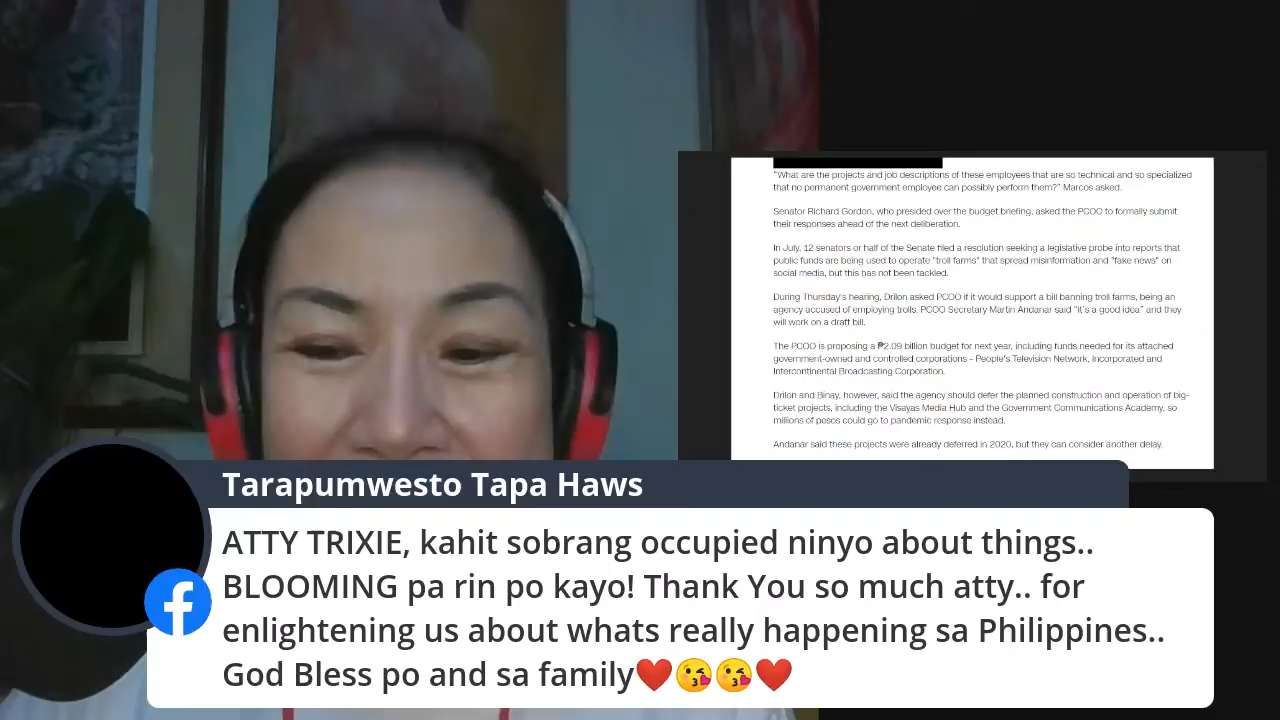 "What are the projects and job descriptions of these employees that are so technical and so specialized
that no permanent government employee can possibly perform them?" Marcos asked.
Senator Richard Gordon, who presided over the budget briefing, asked the PCOO to formally submit
their responses ahead of the next deliberation.
In July, 12 senators or half of the Senate filed a resolution seeking a legislative probe into reports that
public funds are being used to operate "troll farms" that spread misinformation and "fake news" on
social media, but this has not been tackled.
During Thursday's hearing, Drilon asked PCOO if it would support a bill banning troll farms, being an
agency accused of employing trolls. PCOO Secretary Martin Andanar said "it's a good idea" and they
will work on a draft bill.
The PCOO is proposing a ₱2.09 billion budget for next year, including funds needed for its attached
government-owned and controlled corporations – People's Television Network, Incorporated and
Intercontinental Broadcasting Corporation.
Drilon and Binay, however, said the agency should defer the planned construction and operation of big-
ticket projects, including the Visayas Media Hub and the Government Communications Academy, so
millions of pesos could go to pandemic response instead.
Andanar said these projects were already deferred in 2020, but they can consider another delay.
Tarapumwesto Tapa Haws
ATTY TRIXIE, kahit sobrang occupied ninyo about things..
BLOOMING pa rin po kayo! Thank You so much atty.. for
enlightening us about whats really happening sa Philippines..
God Bless po and sa family❤️😘😘❤️